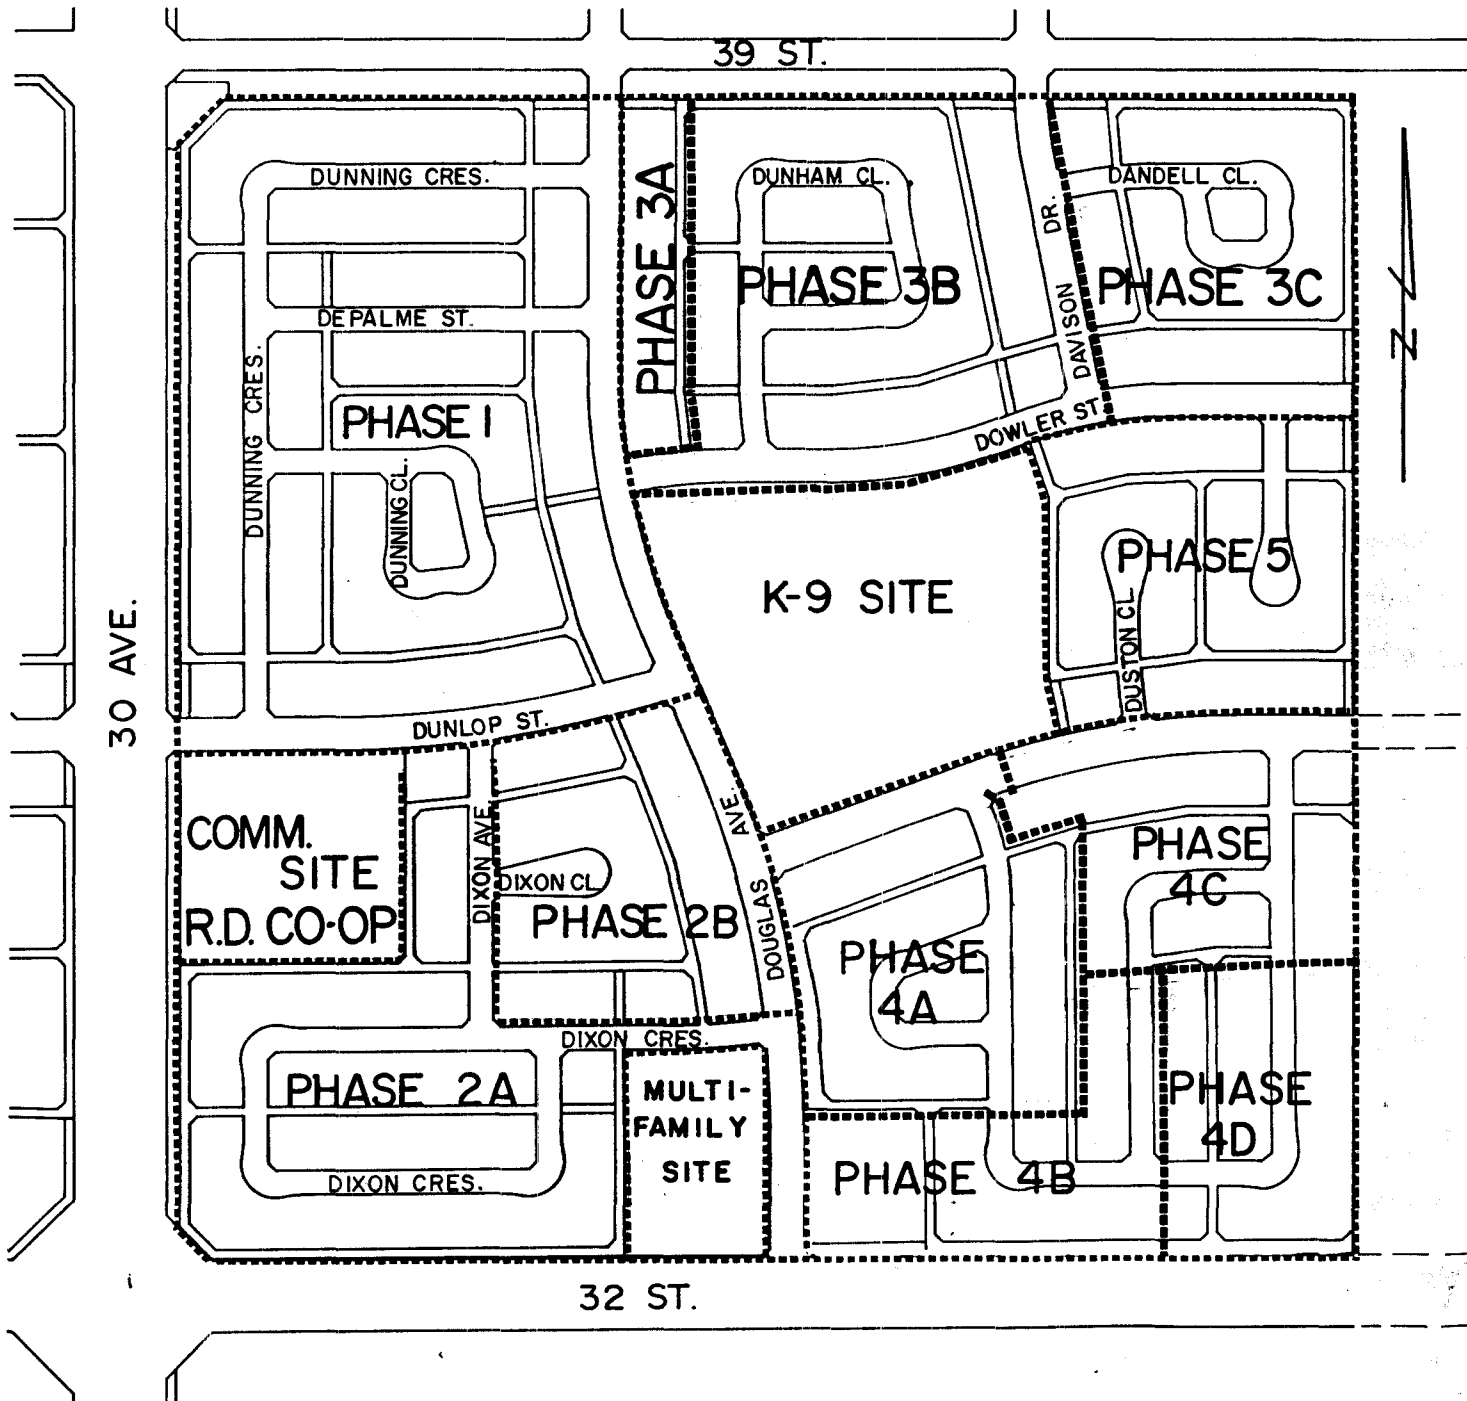 39 ST.
DUNNING CRES.
PHASE 3A
DUNHAM CL.
DANDELL CL.
DAVISON DR.
PHASE 3B
PHASE 3C
N
DEPALME ST.
DUNNING CRES.
PHASE 1
DOWLER ST
DUNNING CL.
PHASE 5
K-9 SITE
DUSTON CL
30 AVE.
DUNLOP ST.
COMM.
SITE
R.D. CO-OP
DIXON AVE.
DIXON CL
PHASE 2B
DOUGLAS AVE.
PHASE
4C
PHASE
4A
DIXON CRES.
PHASE 2A
MULTI-
FAMILY
SITE
PHASE
4D
PHASE 4B
DIXON CRES.
32 ST.